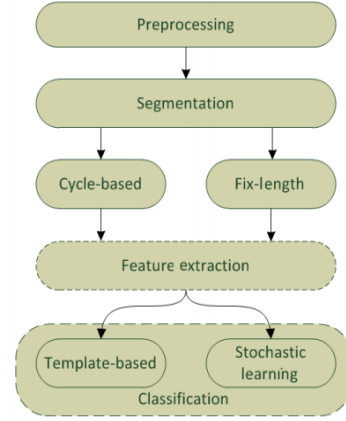 Preprocessing
Segmentation
Cycle-based
Fix-length
Feature extraction
Template-based
Stochastic
learning
Classification